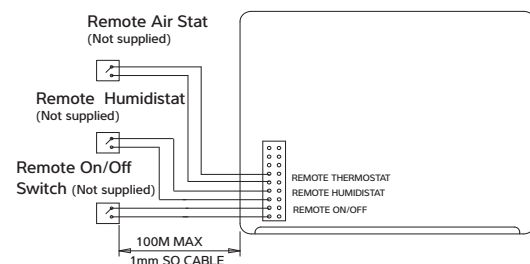 Remote Air Stat
(Not supplied)
Remote Humidistat
(Not supplied)
Remote On/Off
Switch (Not supplied)
REMOTE THERMOSTAT
REMOTE HUMIDISTAT
REMOTE ON/OFF
100M MAX
1mm SQ CABLE